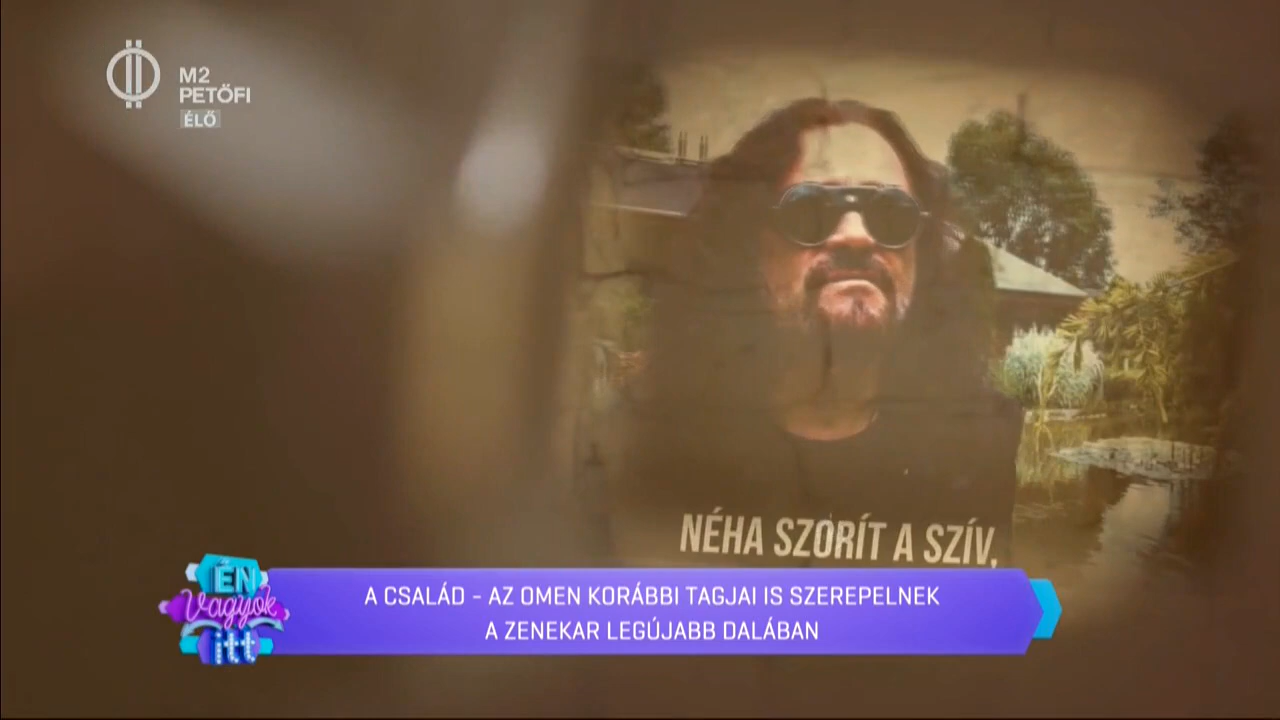 M2
PETŐFI
ÉLŐ
NÉHA SZORÍT A SZÍV,
ÉN
Vagyok
itt
A CSALÁD - AZ OMEN KORÁBBI TAGJAI IS SZEREPELNEK
A ZENEKAR LEGÚJABB DALÁBAN